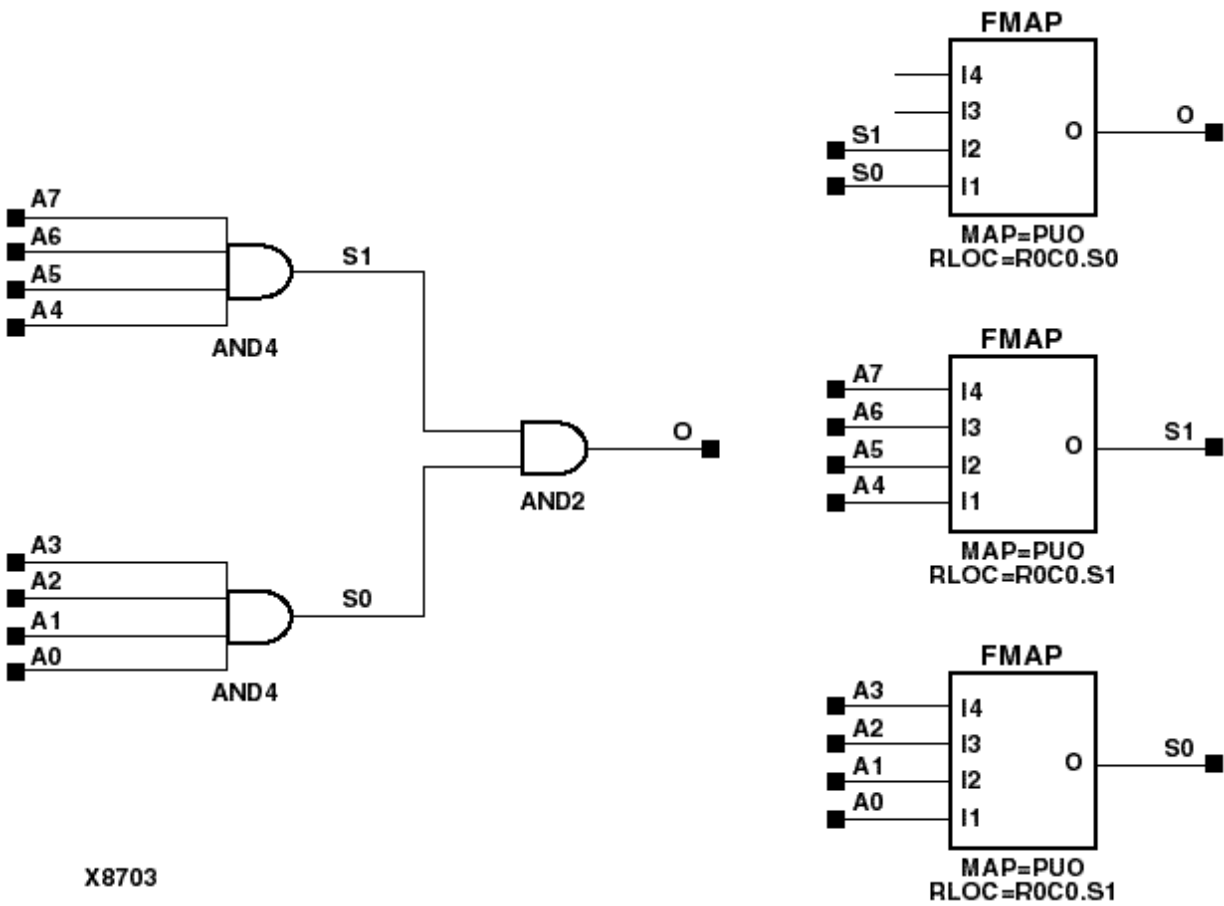 A7
A6
A5
A4
AND4
S1
A3
A2
A1
A0
AND4
S0
AND2
O
X8703
FMAP
I4
I3
S1 I2
S0 I1
O O
MAP=PUO
RLOC=R0C0.S0
FMAP
A7 I4
A6 I3
A5 I2
A4 I1
O S1
MAP=PUO
RLOC=R0C0.S1
FMAP
A3 I4
A2 I3
A1 I2
A0 I1
O S0
MAP=PUO
RLOC=R0C0.S1